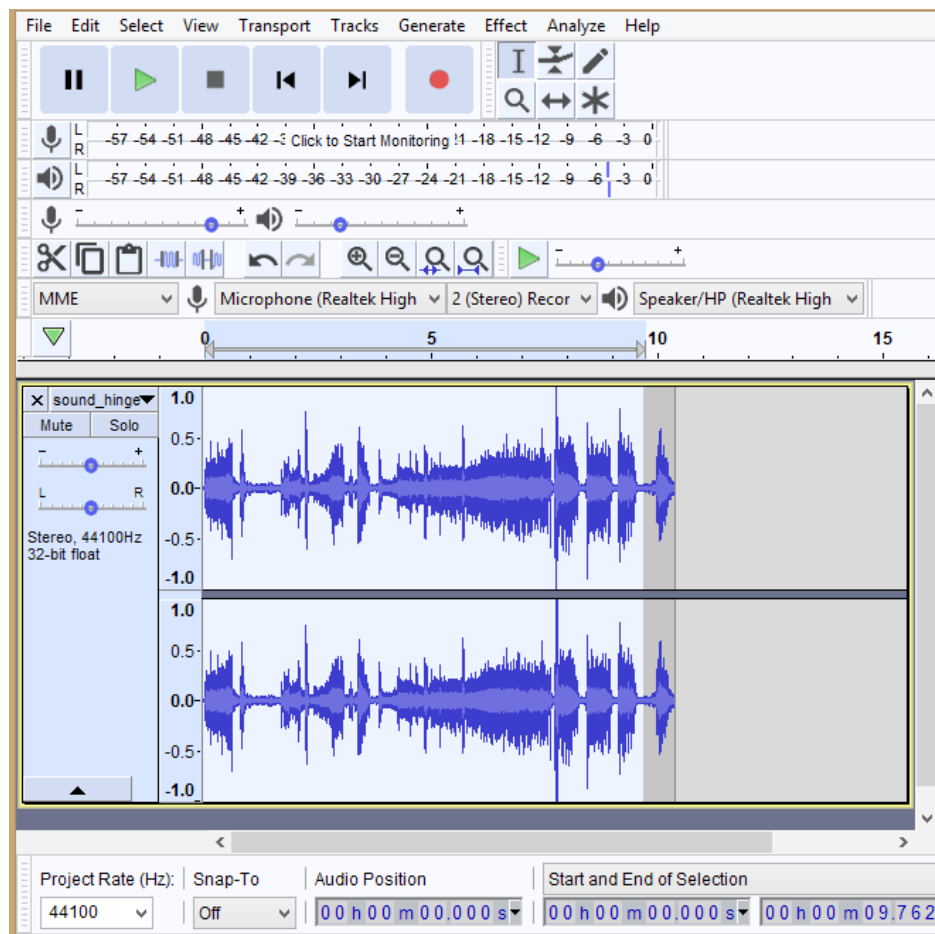 File Edit Select View Transport Tracks Generate Effect Analyze Help
L
R
-57 -54 -51 -48 -45 -42 -3 Click to Start Monitoring !1 -18 -15 -12 -9 -6 -3 0
L
R
-57 -54 -51 -48 -45 -42 -39 -36 -33 -30 -27 -24 -21 -18 -15 -12 -9 -6 -3 0
- + - +
- +
MME Microphone (Realtek High 2 (Stereo) Recor Speaker/HP (Realtek High
0 5 10 15
X sound_hinge 1.0
Mute Solo
- + 0.5
L R 0.0
Stereo, 44100Hz -0.5
32-bit float
-1.0
1.0
0.5
0.0
-0.5
-1.0
Project Rate (Hz): Snap-To Audio Position Start and End of Selection
44100 Off 00 h 00 m 00.000 s 00 h 00 m 00.000 s 00 h 00 m 09.762